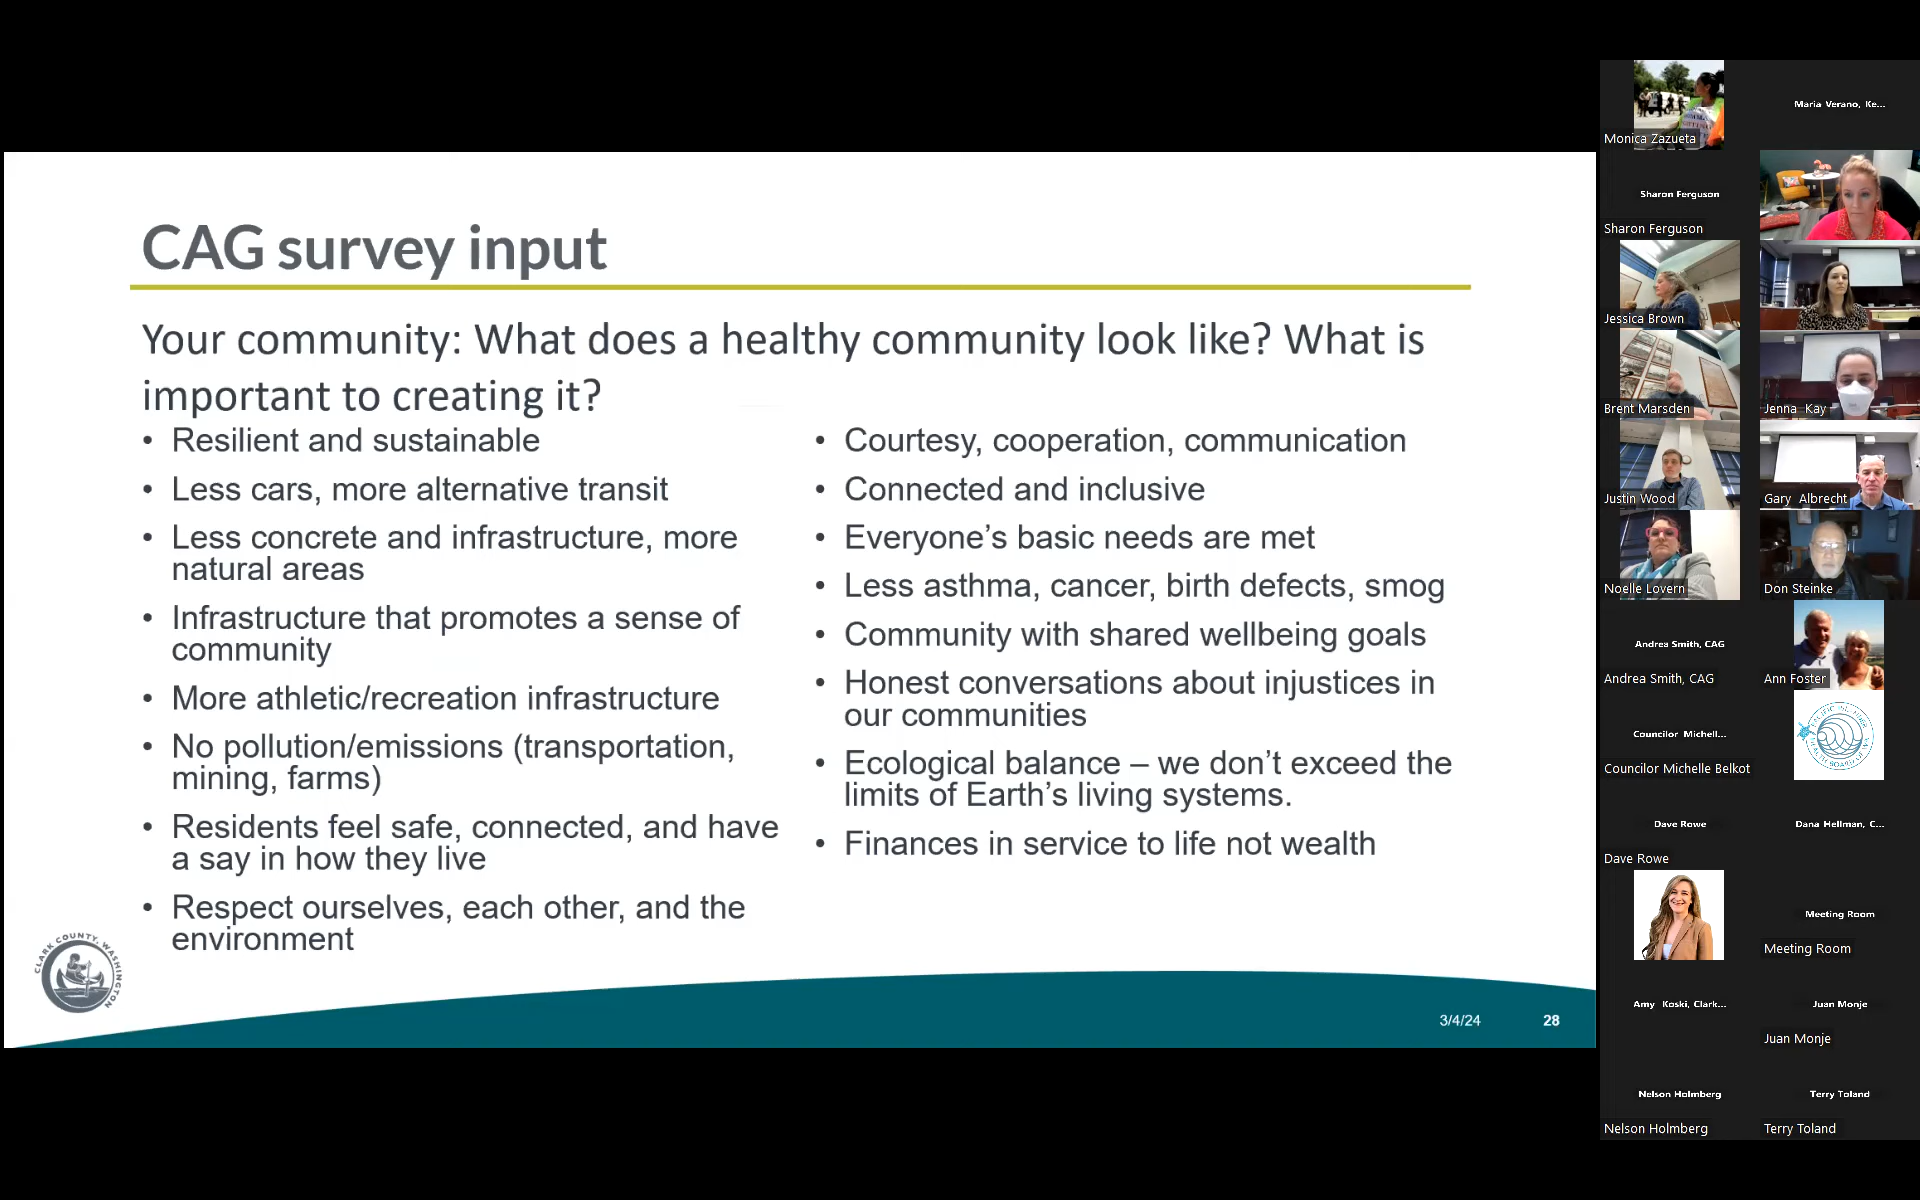 CAG survey input
Your community: What does a healthy community look like? What is
important to creating it?
• Resilient and sustainable
• Less cars, more alternative transit
• Less concrete and infrastructure, more
natural areas
• Infrastructure that promotes a sense of
community
• More athletic/recreation infrastructure
• No pollution/emissions (transportation,
mining, farms)
• Residents feel safe, connected, and have
a say in how they live
• Respect ourselves, each other, and the
environment
• Courtesy, cooperation, communication
• Connected and inclusive
• Everyone’s basic needs are met
• Less asthma, cancer, birth defects, smog
• Community with shared wellbeing goals
• Honest conversations about injustices in
our communities
• Ecological balance – we don’t exceed the
limits of Earth’s living systems.
• Finances in service to life not wealth
CLARK COUNTY, WASHINGTON
3/4/24
28
Monica Zazueta
Maria Verano, Ke...
Sharon Ferguson
Sharon Ferguson
Jessica Brown
Brent Marsden
Jenna Kay
Justin Wood
Gary Albrecht
Noelle Lovern
Don Steinke
Andrea Smith, CAG
Andrea Smith, CAG
Ann Foster
Councilor Michell...
Councilor Michelle Belkot
Dave Rowe
Dave Rowe
Dana Hellman, C...
Meeting Room
Meeting Room
Amy Koski, Clark...
Juan Monje
Juan Monje
Nelson Holmberg
Nelson Holmberg
Terry Toland
Terry Toland